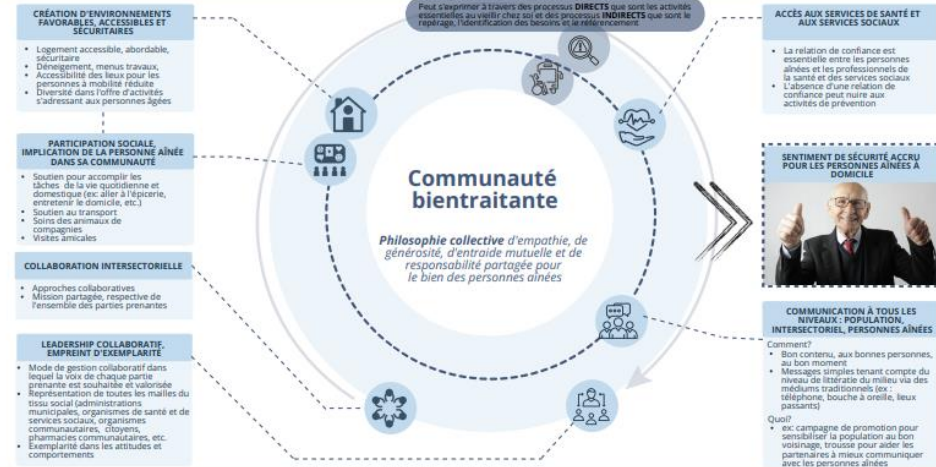 Peut s'exprimer à travers des processus DIRECTS que sont les activités
essentielles au vieillir chez soi et des processus INDIRECTS que sont le
repérage, l'identification des besoins et le référencement
CRÉATION D'ENVIRONNEMENTS
FAVORABLES, ACCESSIBLES ET
SÉCURITAIRES
• Logement accessible, abordable,
sécuritaire
• Déneigement, menus travaux,
• Accessibilité des lieux pour les
personnes à mobilité réduite
• Diversité dans l'offre d'activités
s'adressant aux personnes âgées
PARTICIPATION SOCIALE,
IMPLICATION DE LA PERSONNE AÎNÉE
DANS SA COMMUNAUTÉ
• Soutien pour accomplir les
tâches de la vie quotidienne et
domestique (ex: aller à l'épicerie,
entretenir le domicile, etc.)
• Soutien au transport
• Soins des animaux de
compagnies
• Visites amicales
COLLABORATION INTERSECTORIELLE
• Approches collaboratives
• Mission partagée, respective de
l'ensemble des parties prenantes
LEADERSHIP COLLABORATIF,
EMPREINT D'EXEMPLARITÉ
• Mode de gestion collaboratif dans
lequel la voix de chaque partie
prenante est souhaitée et valorisée
• Représentation de toutes les mailles du
tissu social (administrations
municipales, organismes de santé et de
services sociaux, organismes
communautaires, citoyens,
pharmacies communautaires, etc.
• Exemplarité dans les attitudes et
comportements
Communauté
bientraitante
Philosophie collective d'empathie, de
générosité, d'entraide mutuelle et de
responsabilité partagée pour
le bien des personnes aînées
ACCÈS AUX SERVICES DE SANTÉ ET
AUX SERVICES SOCIAUX
• La relation de confiance est
essentielle entre les personnes
aînées et les professionnels de
la santé et des services sociaux
• L'absence d'une relation de
confiance peut nuire aux
activités de prévention
SENTIMENT DE SÉCURITÉ ACCRU
POUR LES PERSONNES AÎNÉES À
DOMICILE
COMMUNICATION À TOUS LES
NIVEAUX : POPULATION,
INTERSECTORIEL, PERSONNES AÎNÉES
Comment?
• Bon contenu, aux bonnes personnes,
au bon moment
• Messages simples tenant compte du
niveau de littératie du milieu via des
médiums traditionnels (ex :
téléphone, bouche à oreille, lieux
passants)
Quoi?
• ex: campagne de promotion pour
sensibiliser la population au bon
voisinage, trousse pour aider les
partenaires à mieux communiquer
avec les personnes aînées